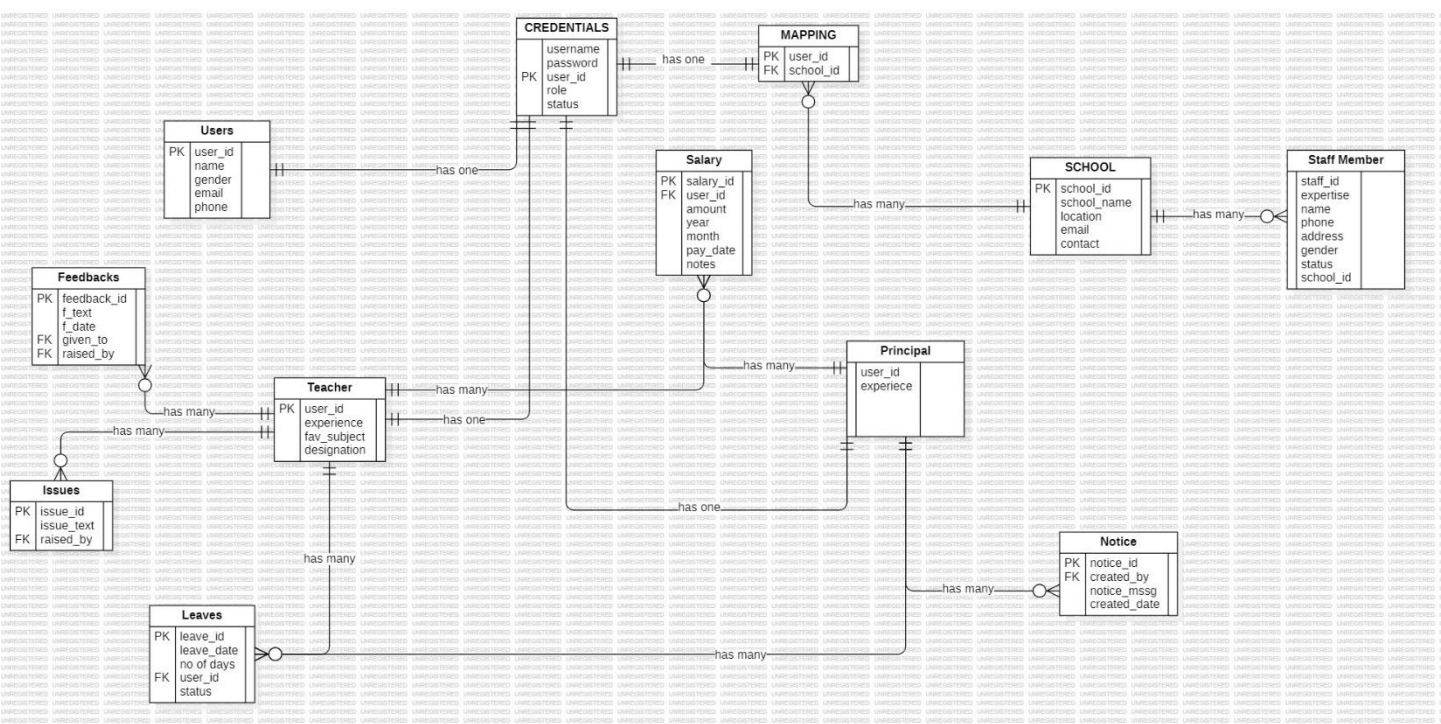 CREDENTIALS
username
password
PK user_id
role
status
has one
MAPPING
PK user_id
FK school_id
Users
PK user_id
name
gender
email
phone
has one
Salary
PK salary_id
FK user_id
amount
year
month
pay_date
notes
has many
SCHOOL
PK school_id
school_name
location
email
contact
has many
Staff Member
staff_id
expertise
name
phone
address
gender
status
school_id
Feedbacks
PK feedback_id
f_text
f_date
FK given_to
FK raised_by
has many
has many
Teacher
PK user_id
experience
fav_subject
designation
has many
has one
has many
Principal
user_id
experiece
Issues
PK issue_id
issue_text
FK raised_by
has one
has many
Notice
PK notice_id
FK created_by
notice_mssg
created_date
has many
Leaves
PK leave_id
leave_date
no of days
FK user_id
status
has many
UNREGISTERED